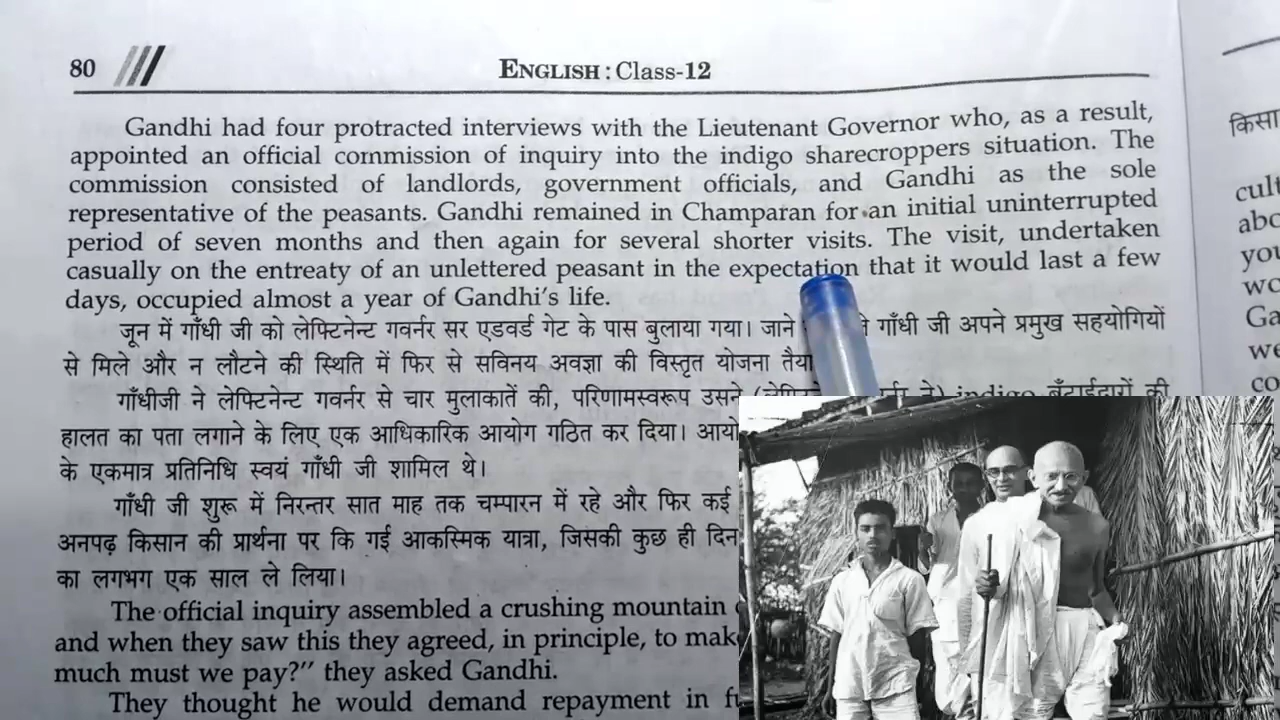 80
ENGLISH : Class-12
Gandhi had four protracted interviews with the Lieutenant Governor who, as a result,
appointed an official commission of inquiry into the indigo sharecroppers situation. The
commission consisted of landlords, government officials, and Gandhi as the sole
representative of the peasants. Gandhi remained in Champaran for an initial uninterrupted
period of seven months and then again for several shorter visits. The visit, undertaken
casually on the entreaty of an unlettered peasant in the expectation that it would last a few
days, occupied almost a year of Gandhi's life.
जून में गाँधी जी को लेफ्टिनेन्ट गवर्नर सर एडवर्ड गेट के पास बुलाया गया। जाने गाँधी जी अपने प्रमुख सहयोगियों
से मिले और न लौटने की स्थिति में फिर से सविनय अवज्ञा की विस्तृत योजना
गाँधीजी ने लेफ्टिनेन्ट गवर्नर से चार मुलाकातें की, परिणामस्वरूप उसने indigo बँटाईदारों की
हालत का पता लगाने के लिए एक आधिकारिक आयोग गठित कर दिया।
के एकमात्र प्रतिनिधि स्वयं गाँधी जी शामिल थे।
गाँधी जी शुरू में निरन्तर सात माह तक चम्पारन में रहे और फिर कई
अनपढ़ किसान की प्रार्थना पर कि गई आकस्मिक यात्रा, जिसकी कुछ ही दिन
का लगभग एक साल ले लिया।
The official inquiry assembled a crushing mountain
and when they saw this they agreed, in principle, to
much must we pay?" they asked Gandhi.
They thought he would demand repayment in
किसा